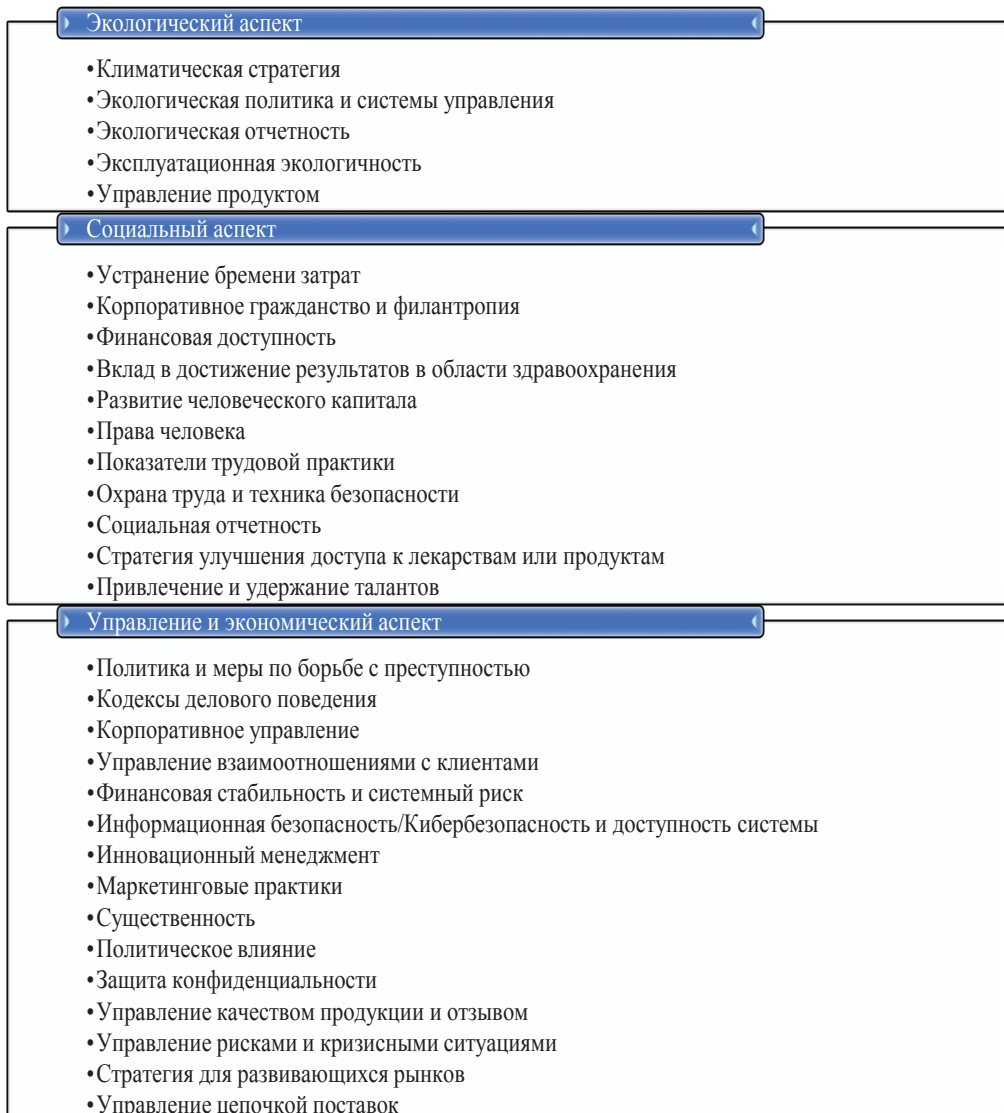 Экологический аспект
•Климатическая стратегия
•Экологическая политика и системы управления
•Экологическая отчетность
•Эксплуатационная экологичность
•Управление продуктом
Социальный аспект
•Устранение бремени затрат
•Корпоративное гражданство и филантропия
•Финансовая доступность
•Вклад в достижение результатов в области здравоохранения
•Развитие человеческого капитала
•Права человека
•Показатели трудовой практики
•Охрана труда и техника безопасности
•Социальная отчетность
•Стратегия улучшения доступа к лекарствам или продуктам
•Привлечение и удержание талантов
Управление и экономический аспект
•Политика и меры по борьбе с преступностью
•Кодексы делового поведения
•Корпоративное управление
•Управление взаимоотношениями с клиентами
•Финансовая стабильность и системный риск
•Информационная безопасность/Кибербезопасность и доступность системы
•Инновационный менеджмент
•Маркетинговые практики
•Существенность
•Политическое влияние
•Защита конфиденциальности
•Управление качеством продукции и отзывом
•Управление рисками и кризисными ситуациями
•Стратегия для развивающихся рынков
•Управление цепочкой поставок